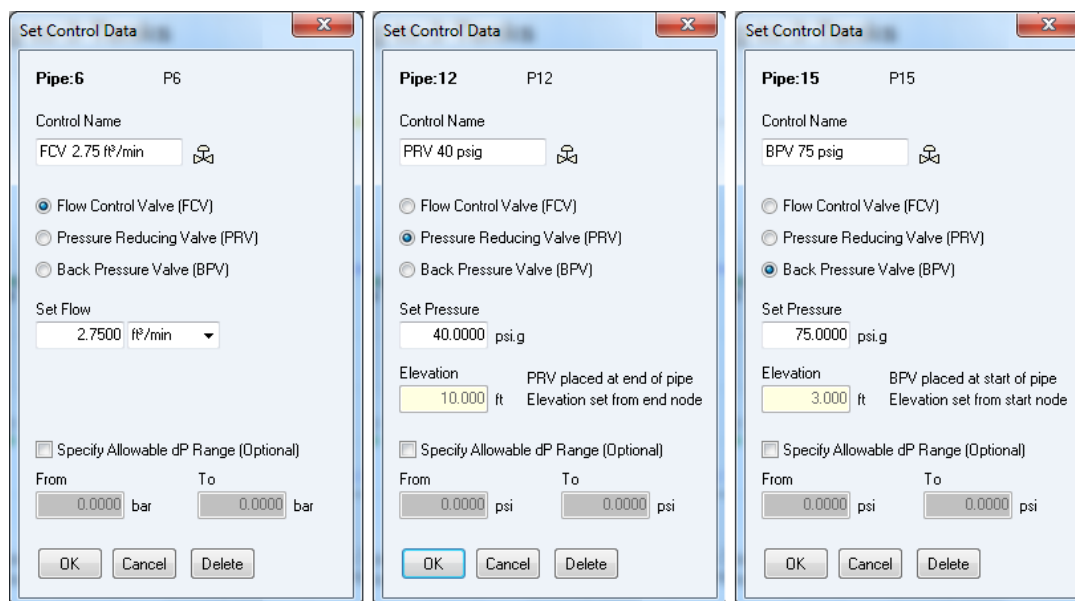 Set Control Data
Pipe:6 P6
Control Name
FCV 2.75 ft³/min
Flow Control Valve (FCV)
Pressure Reducing Valve (PRV)
Back Pressure Valve (BPV)
Set Flow
2.7500 ft³/min
Specify Allowable dP Range (Optional)
From To
0.0000 bar 0.0000 bar
OK Cancel Delete
Set Control Data
Pipe:12 P12
Control Name
PRV 40 psig
Flow Control Valve (FCV)
Pressure Reducing Valve (PRV)
Back Pressure Valve (BPV)
Set Pressure
40.0000 psi.g
Elevation PRV placed at end of pipe
10.000 ft Elevation set from end node
Specify Allowable dP Range (Optional)
From To
0.0000 psi 0.0000 psi
OK Cancel Delete
Set Control Data
Pipe:15 P15
Control Name
BPV 75 psig
Flow Control Valve (FCV)
Pressure Reducing Valve (PRV)
Back Pressure Valve (BPV)
Set Pressure
75.0000 psi.g
Elevation BPV placed at start of pipe
3.000 ft Elevation set from start node
Specify Allowable dP Range (Optional)
From To
0.0000 psi 0.0000 psi
OK Cancel Delete